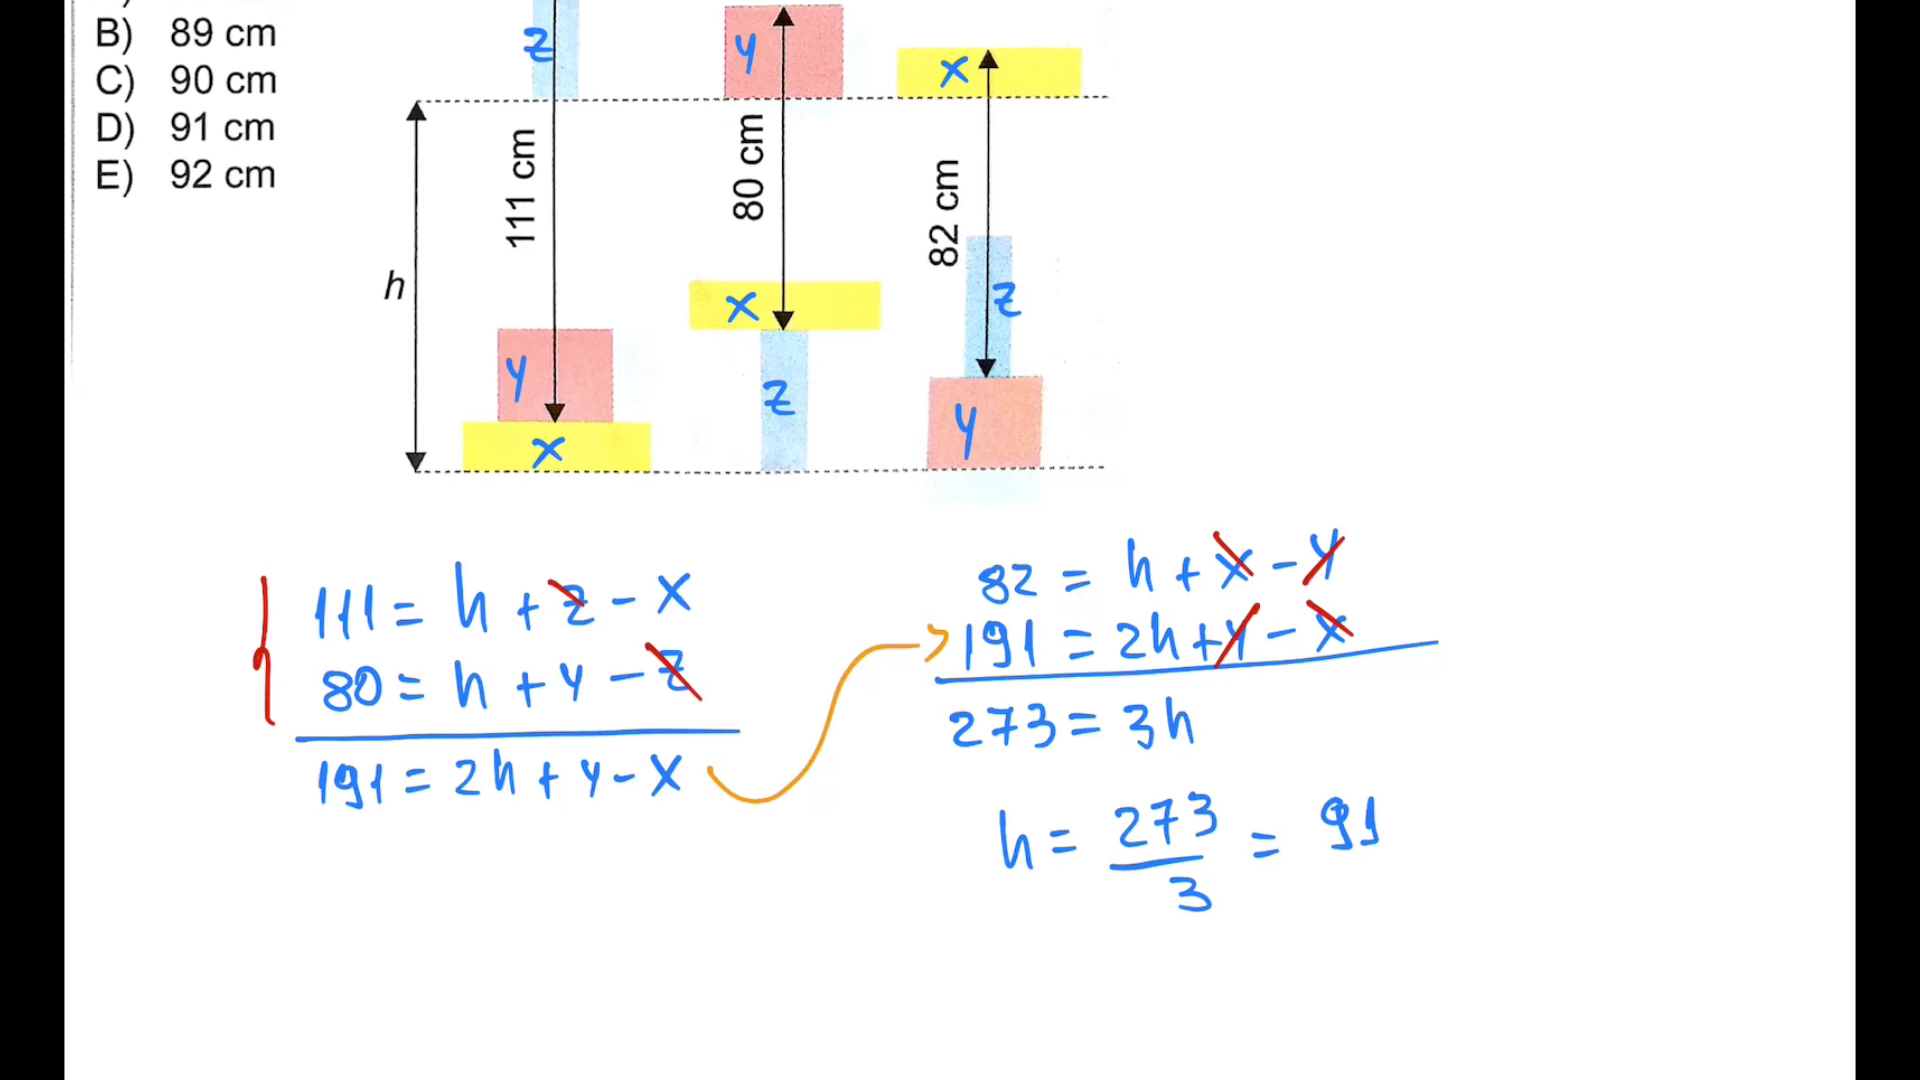 B) 89 cm
C) 90 cm
D) 91 cm
E) 92 cm
z
y
x
111 cm
80 cm
82 cm
h
y
x
x
z
z
y
111 = h + z - x
80 = h + y - z
191 = 2h + y - x
82 = h + x - y
191 = 2h + y - x
273 = 3h
h = 273/3 = 91